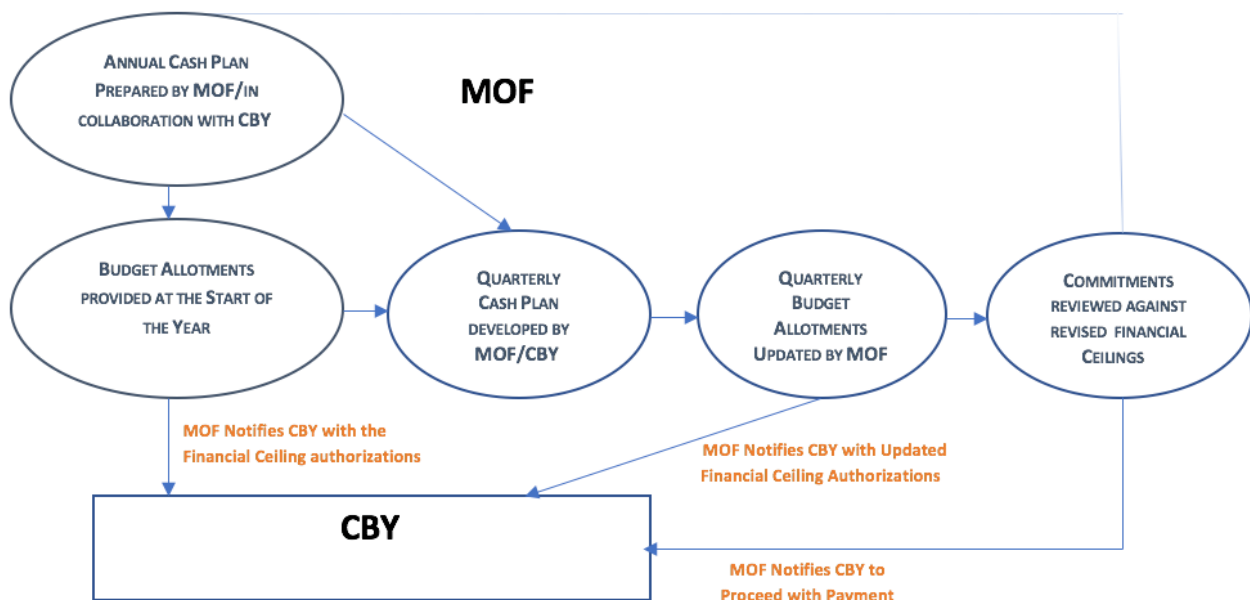 ANNUAL CASH PLAN
PREPARED BY MOF/IN
COLLABORATION WITH CBY
MOF
BUDGET ALLOTMENTS
PROVIDED AT THE START OF
THE YEAR
QUARTERLY
CASH PLAN
DEVELOPED BY
MOF/CBY
QUARTERLY
BUDGET
ALLOTMENTS
UPDATED BY MOF
COMMITMENTS
REVIEWED AGAINST
REVISED FINANCIAL
CEILINGS
MOF Notifies CBY with the
Financial Ceiling authorizations
MOF Notifies CBY with Updated
Financial Ceiling Authorizations
CBY
MOF Notifies CBY to
Proceed with Payment